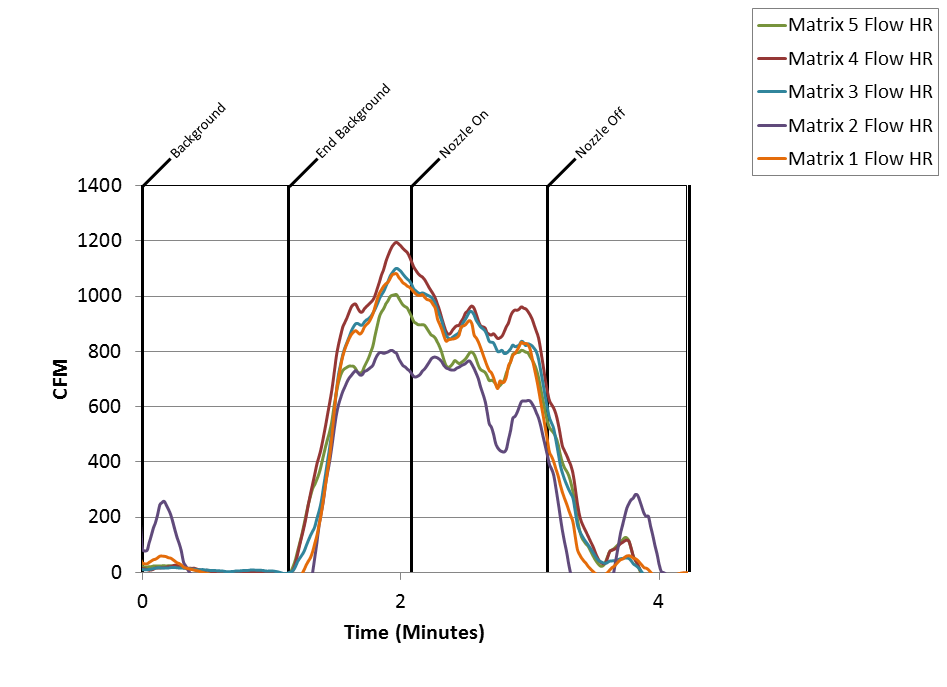 Matrix 5 Flow HR
Matrix 4 Flow HR
Matrix 3 Flow HR
Matrix 2 Flow HR
Matrix 1 Flow HR
Background
End Background
Nozzle On
Nozzle Off
1400
1200
1000
800
600
400
200
0
CFM
0 2 4
Time (Minutes)